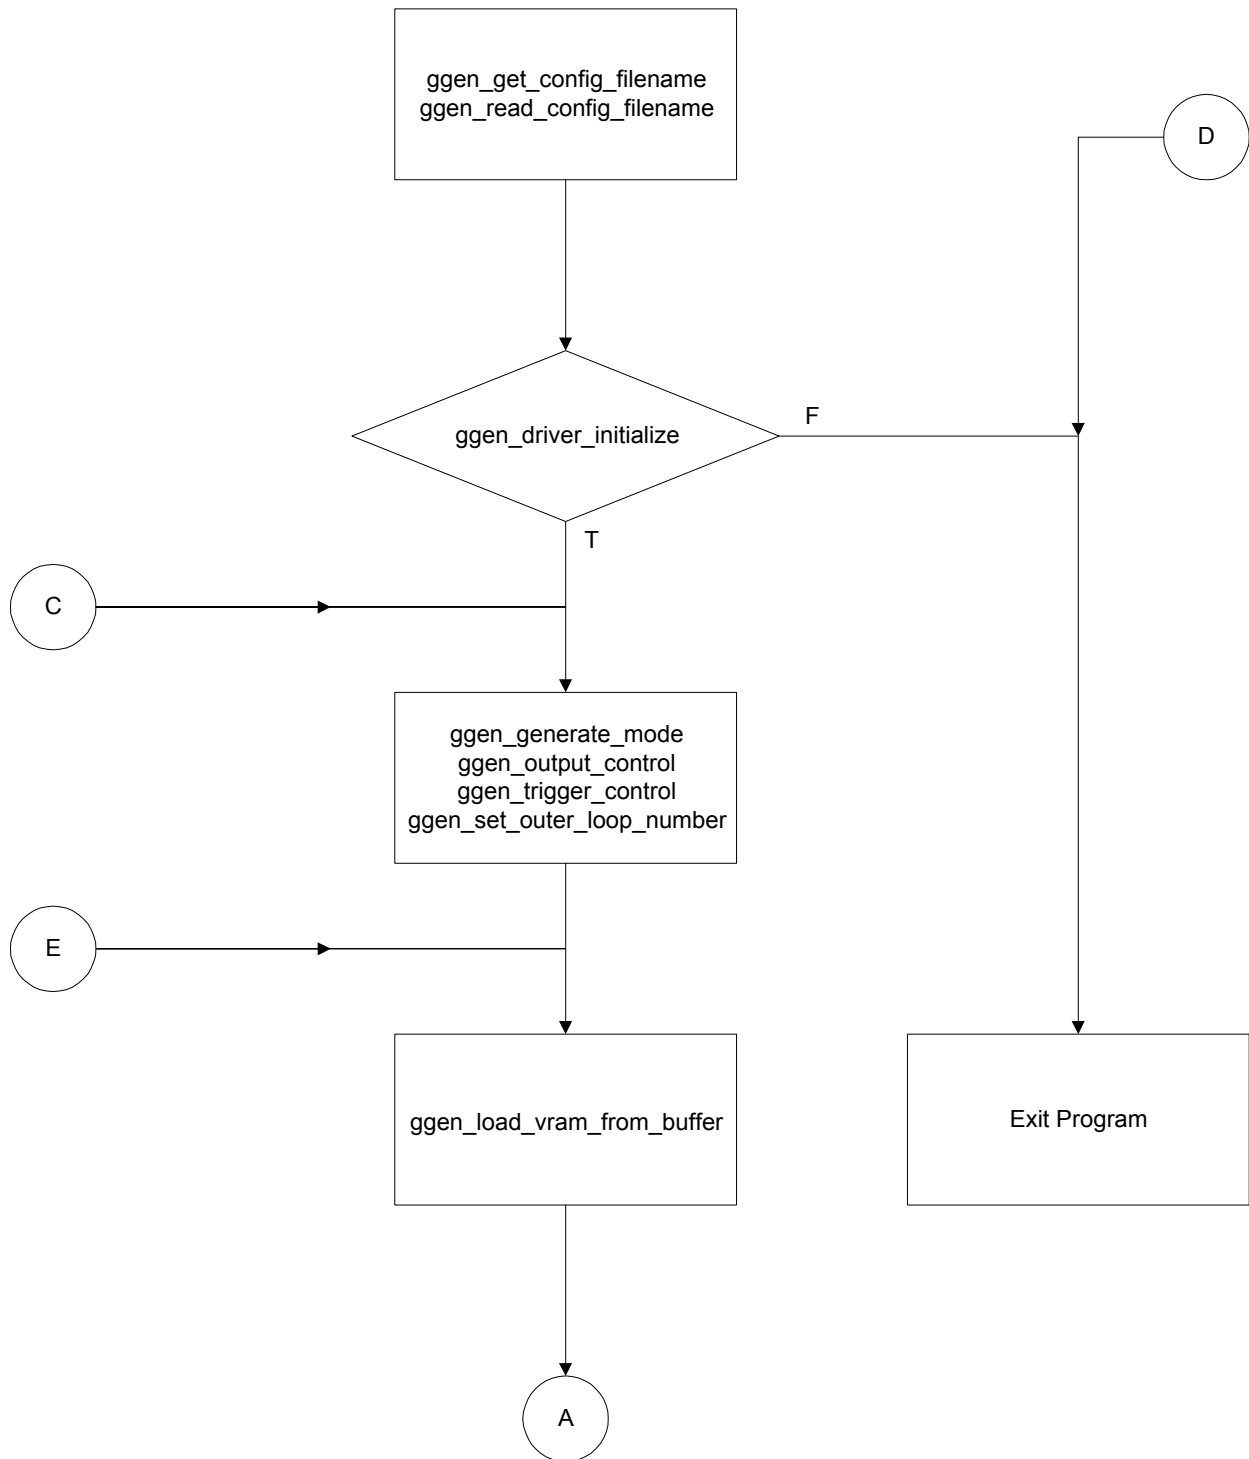 ggen_get_config_filename
ggen_read_config_filename
D
ggen_driver_initialize
F
T
C
ggen_generate_mode
ggen_output_control
ggen_trigger_control
ggen_set_outer_loop_number
E
ggen_load_vram_from_buffer
Exit Program
A